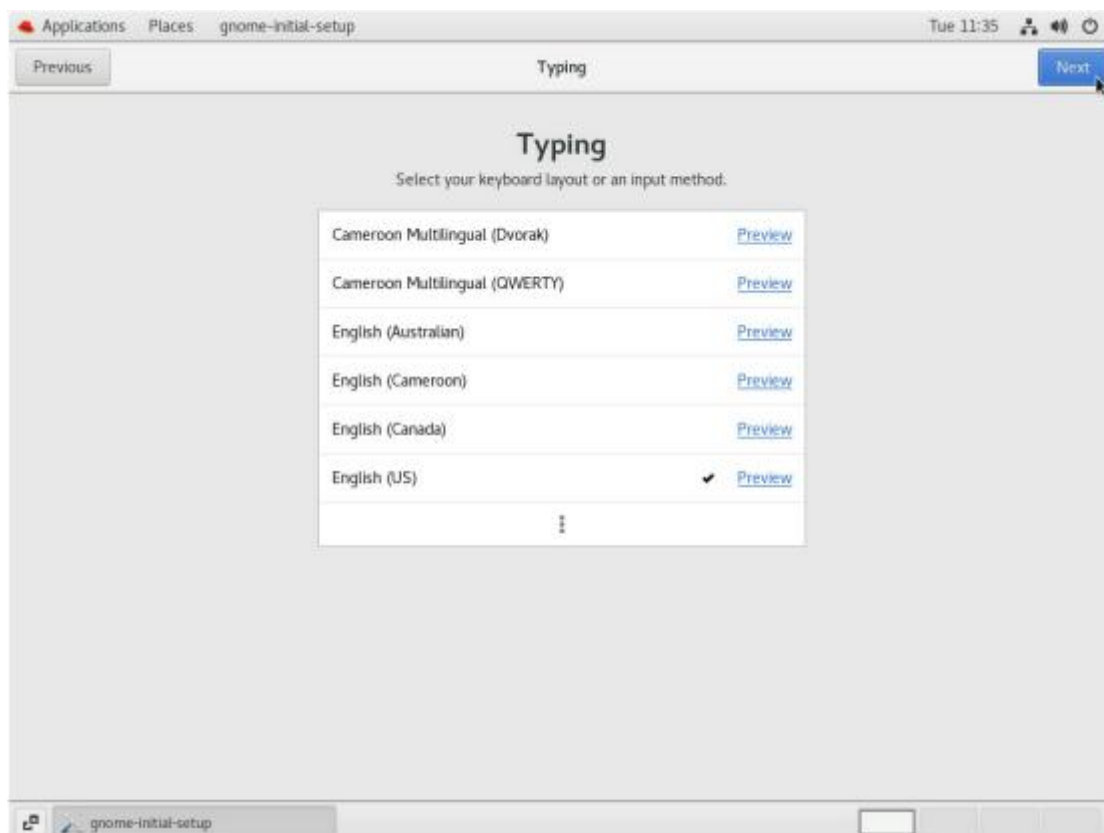 Applications Places gnome-initial-setup Tue 11:35
Previous Typing Next
Typing
Select your keyboard layout or an input method.
Cameroon Multilingual (Dvorak) Preview
Cameroon Multilingual (QWERTY) Preview
English (Australian) Preview
English (Cameroon) Preview
English (Canada) Preview
English (US) ✔ Preview
gnome-initial-setup